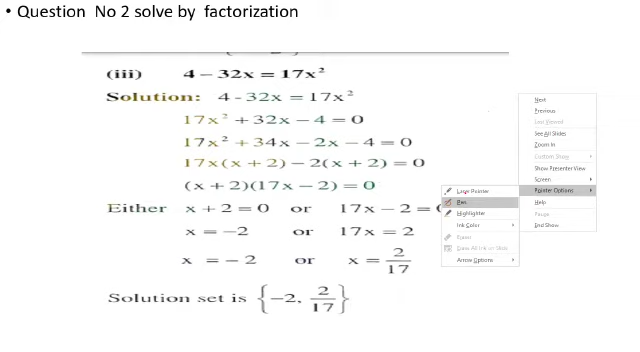 • Question No 2 solve by factorization
(iii) 4 – 32x = 17x²
Solution: 4 - 32x = 17x²
17x² + 32x – 4 = 0
17x² + 34x – 2x – 4 = 0
17x(x + 2) – 2(x + 2) = 0
(x + 2)(17x – 2) = 0
Either x + 2 = 0 or 17x – 2 =
x = –2 or 17x = 2
x = – 2 or x = 2/17
Solution set is {–2, 2/17}
Next
Previous
Last Viewed
See All Slides
Zoom In
Custom Show
Show Presenter View
Screen
Pointer Options
Help
Pause
End Show
Laser Pointer
Pen
Highlighter
Ink Color
Eraser
Erase All Ink on Slide
Arrow Options